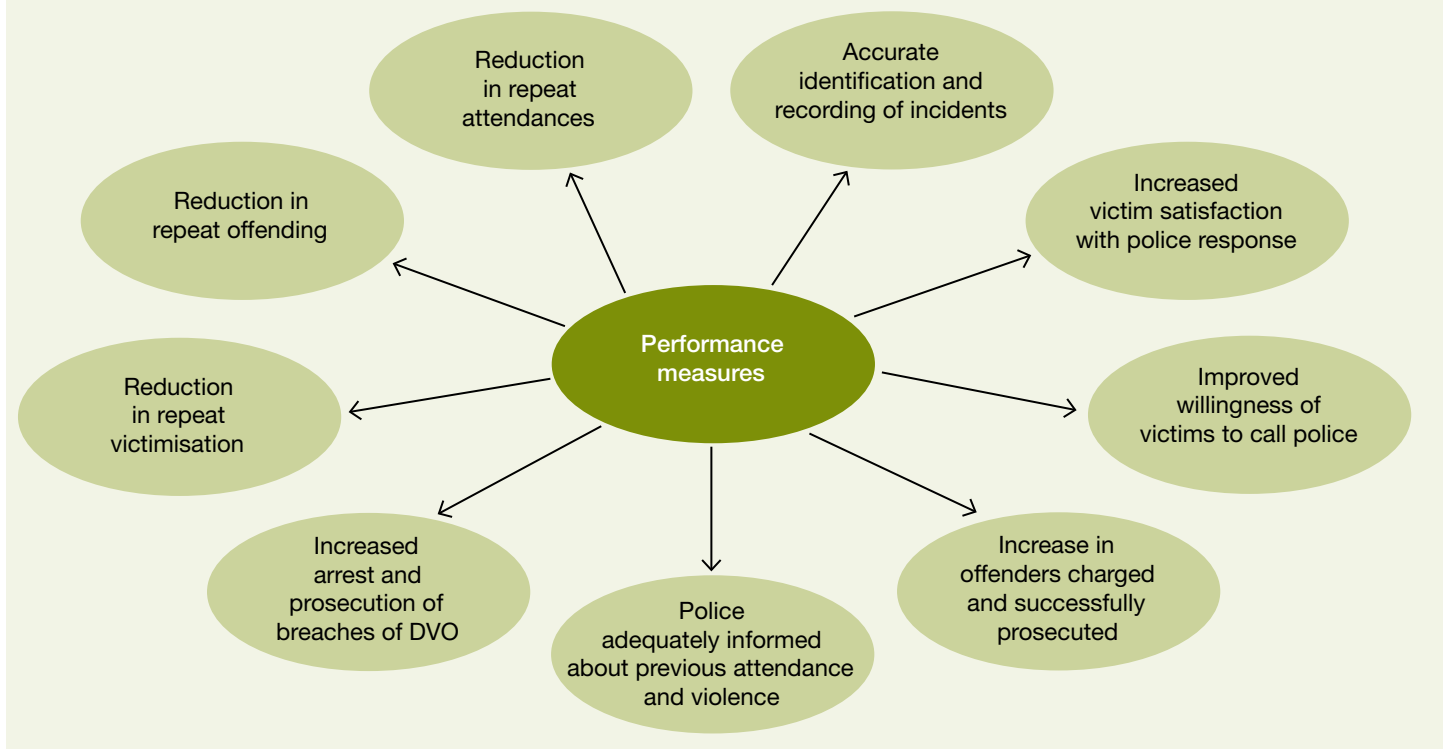 Reduction
in repeat
attendances
Accurate
identification and
recording of incidents
Reduction in
repeat offending
Increased
victim satisfaction
with police response
Performance
measures
Reduction
in repeat
victimisation
Improved
willingness of
victims to call police
Increased
arrest and
prosecution of
breaches of DVO
Police
adequately informed
about previous attendance
and violence
Increase in
offenders charged
and successfully
prosecuted